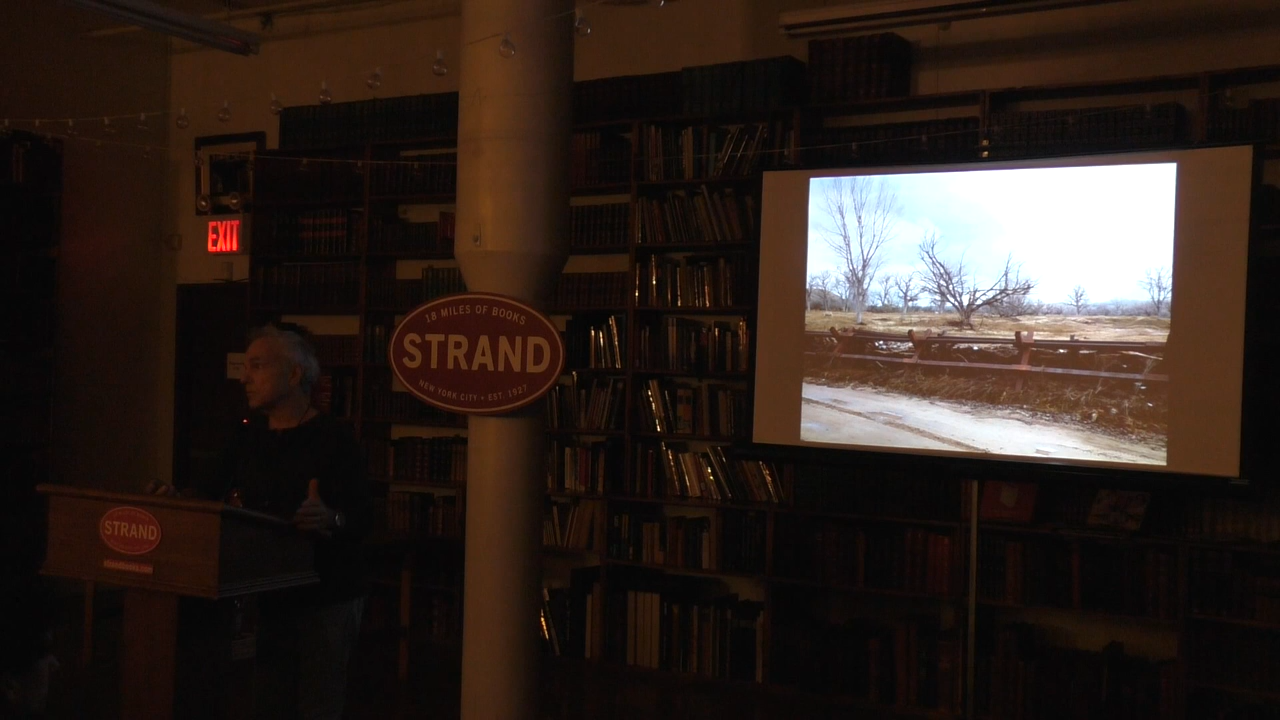 EXIT
18 MILES OF BOOKS
STRAND
NEW YORK CITY • EST. 1927
STRAND